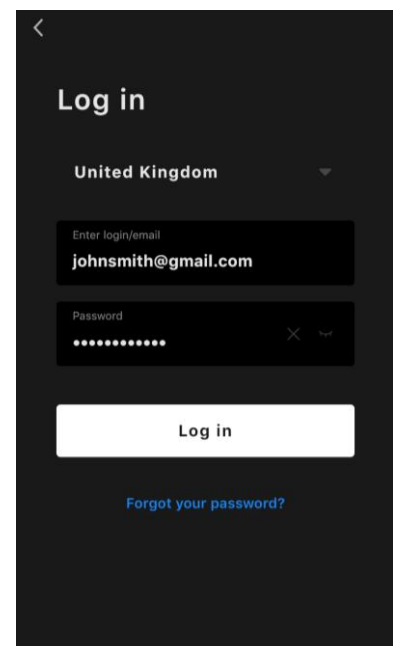 Log in
United Kingdom
Enter login/email
johnsmith@gmail.com
Password
••••••••••••
Log in
Forgot your password?